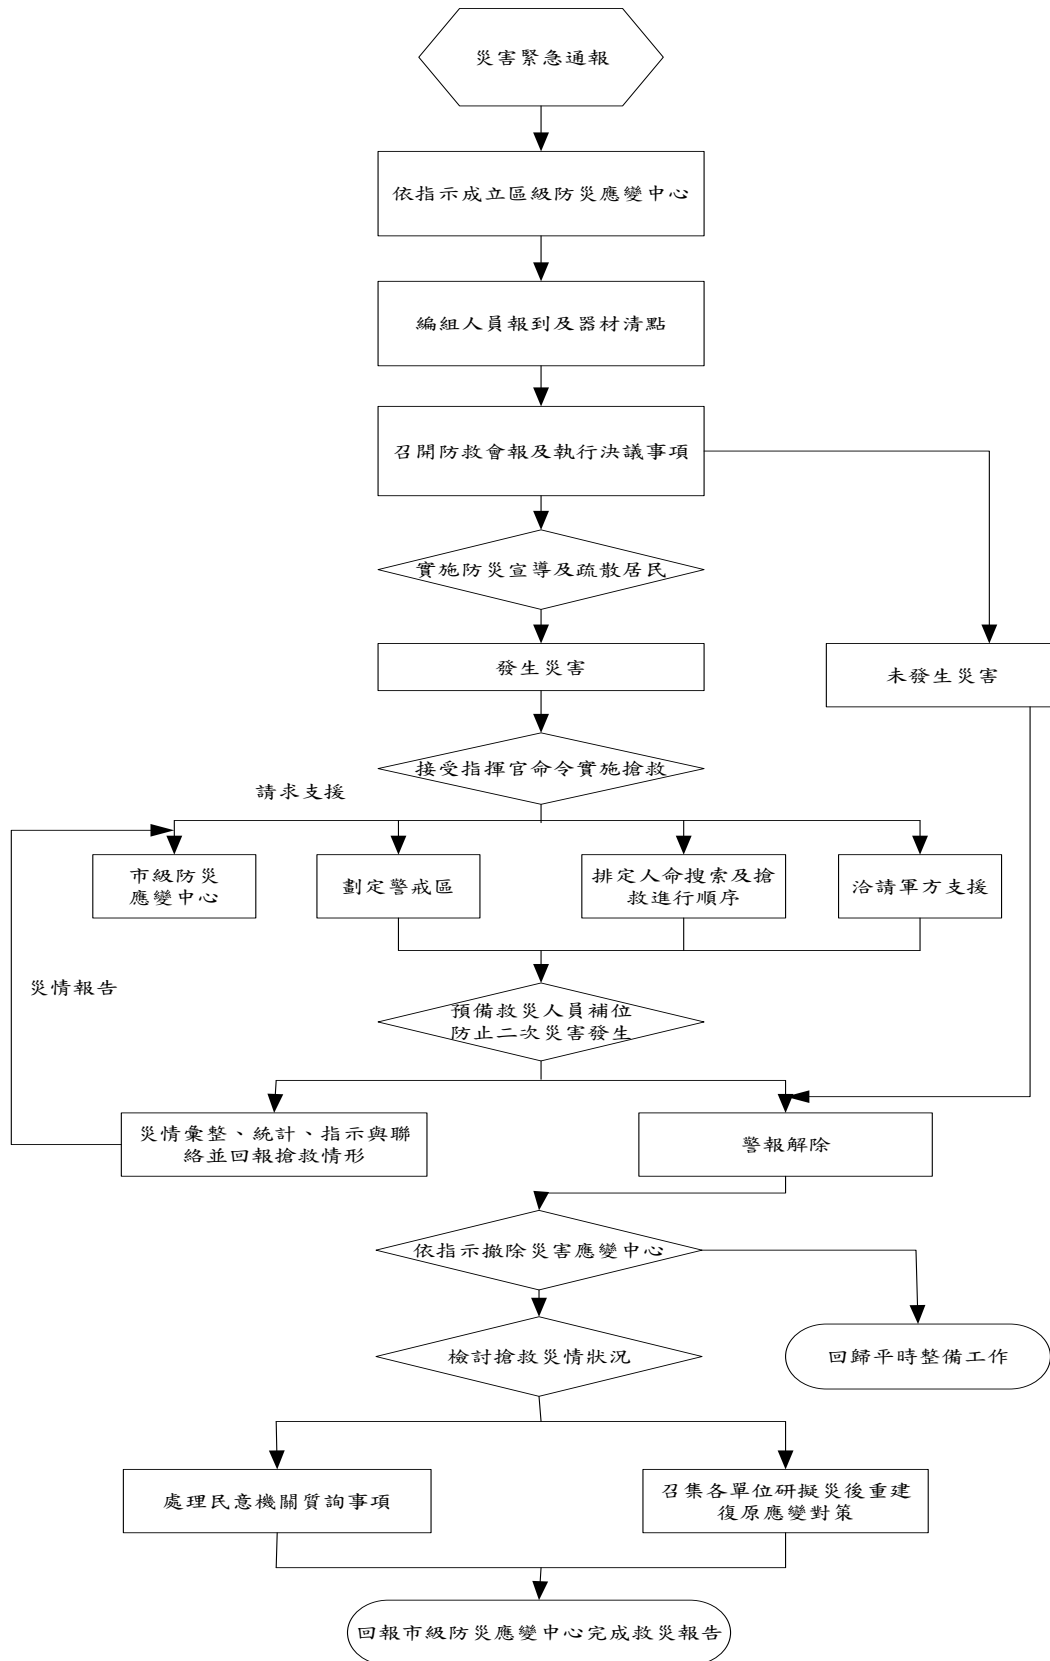 災害緊急通報
依指示成立區級防災應變中心
編組人員報到及器材清點
召開防救會報及執行決議事項
實施防災宣導及疏散居民
發生災害
未發生災害
接受指揮官命令實施搶救
請求支援
市級防災
應變中心
劃定警戒區
排定人命搜索及搶
救進行順序
洽請軍方支援
災情報告
預備救災人員補位
防止二次災害發生
災情彙整、統計、指示與聯
絡並回報搶救情形
警報解除
依指示撤除災害應變中心
檢討搶救災情狀況
回歸平時整備工作
處理民意機關質詢事項
召集各單位研擬災後重建
復原應變對策
回報市級防災應變中心完成救災報告